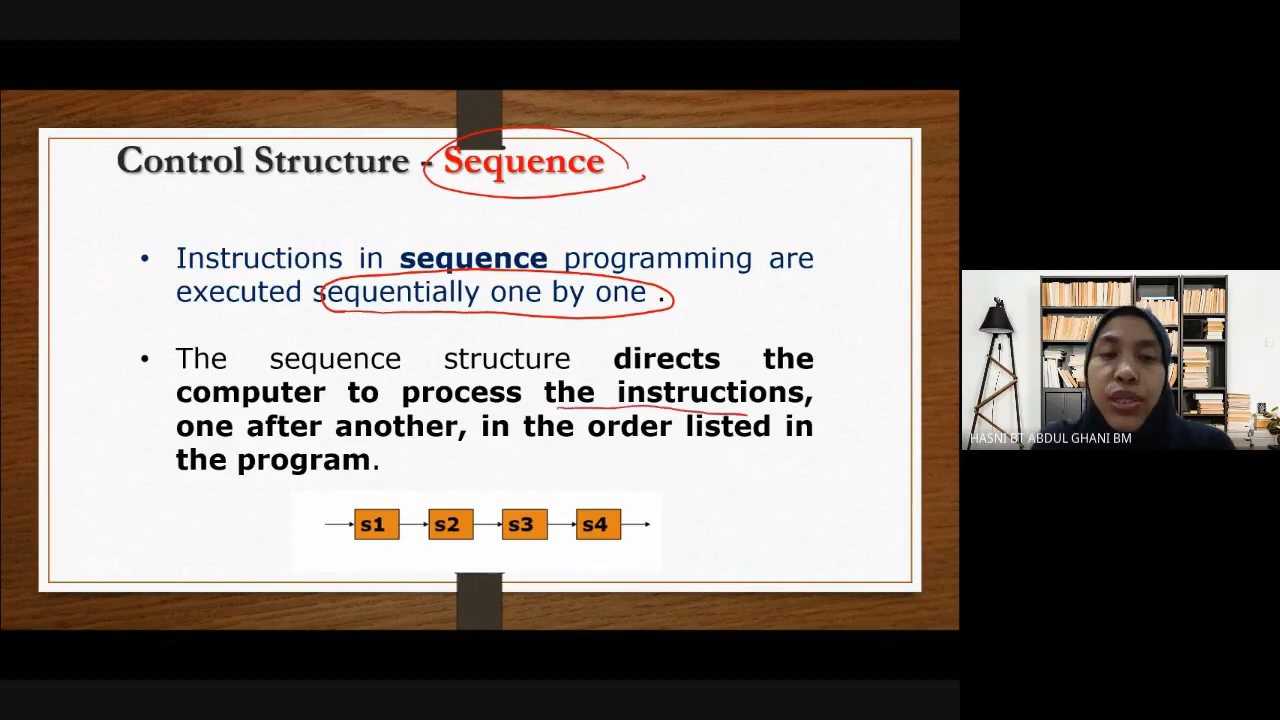 Control Structure - Sequence
• Instructions in sequence programming are
executed sequentially one by one .
• The sequence structure directs the
computer to process the instructions,
one after another, in the order listed in
the program.
s1 s2 s3 s4
HASNI BT ABDUL GHANI BM